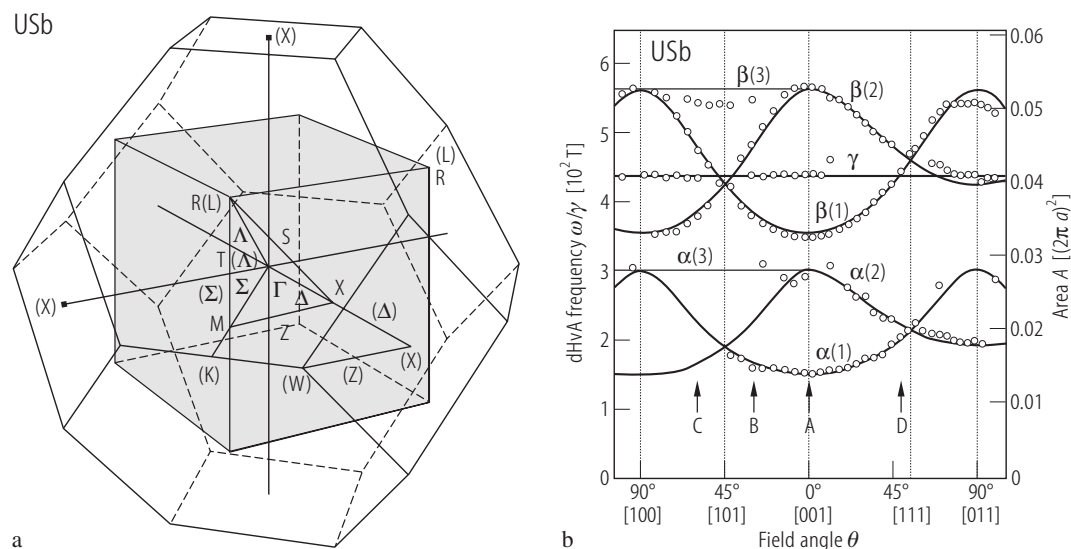 USb
(X)
(L)
R
R(L)
Λ
S
T (Λ)
(Σ) Σ Γ
X
(X)
Δ (Δ)
M
Z
(X)
(K) (W) (Z)
a
USb
dHvA frequency ω/γ [10² T]
6
5
4
3
2
1
0
β(3)
β(2)
γ
β(1)
α(3)
α(2)
α(1)
C B A D
0.06
0.05
0.04
0.03
0.02
0.01
0
Area A [(2π a)²]
90° 45° 0° 45° 90°
[100] [101] [001] [111] [011]
Field angle θ
b